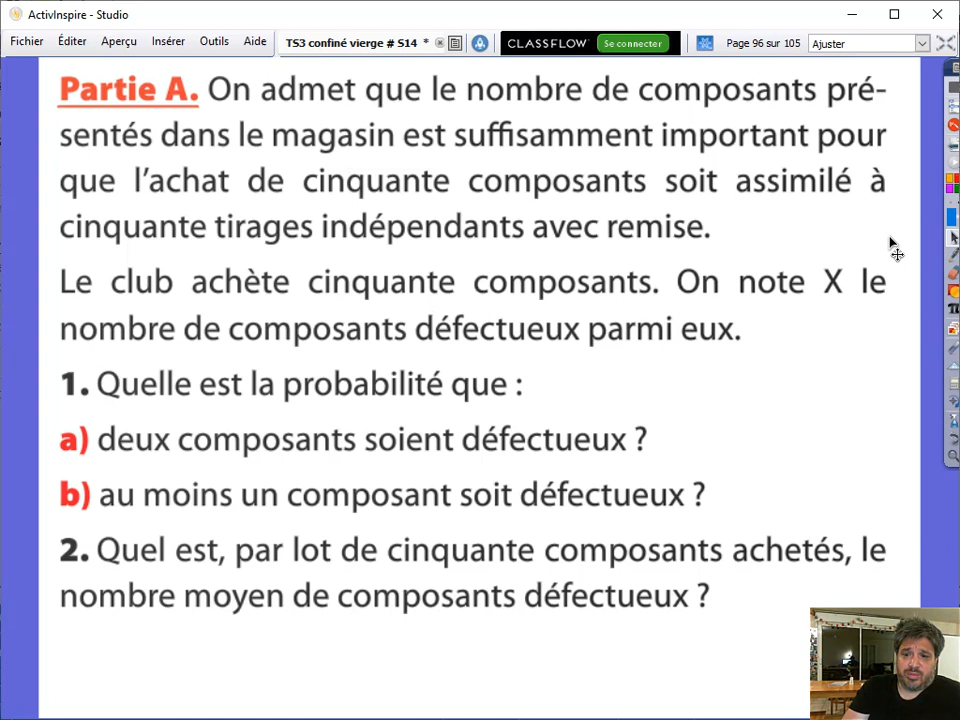 ActivInspire - Studio
Fichier Éditer Aperçu Insérer Outils Aide TS3 confiné vierge # S14 * CLASSFLOW Se connecter Page 96 sur 105 Ajuster
Partie A. On admet que le nombre de composants pré-
sentés dans le magasin est suffisamment important pour
que l'achat de cinquante composants soit assimilé à
cinquante tirages indépendants avec remise.
Le club achète cinquante composants. On note X le
nombre de composants défectueux parmi eux.
1. Quelle est la probabilité que :
a) deux composants soient défectueux ?
b) au moins un composant soit défectueux ?
2. Quel est, par lot de cinquante composants achetés, le
nombre moyen de composants défectueux ?